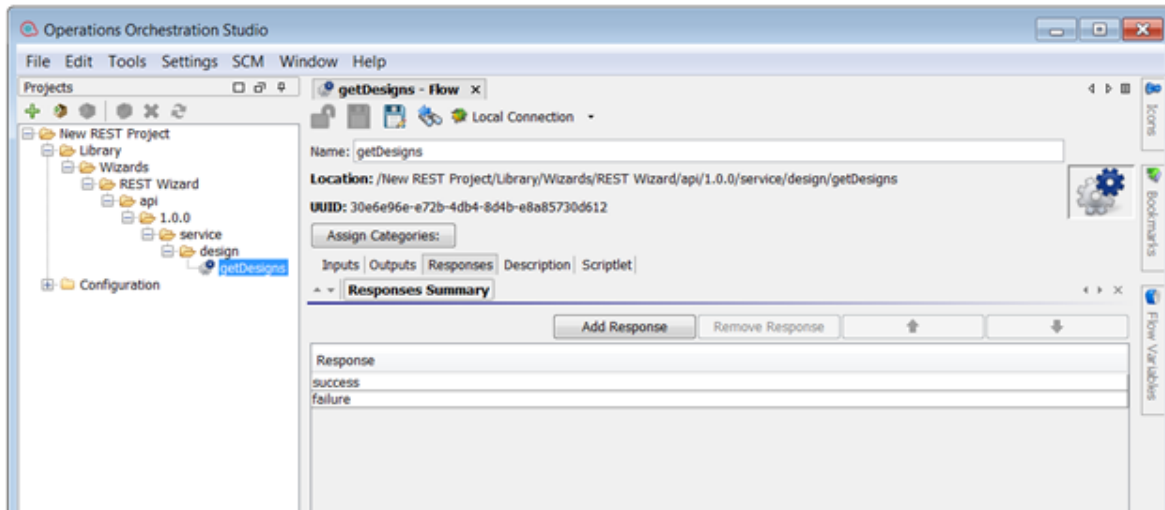 Operations Orchestration Studio
File Edit Tools Settings SCM Window Help
Projects
getDesigns - Flow
Local Connection
New REST Project
Library
Wizards
REST Wizard
api
1.0.0
service
design
getDesigns
Configuration
Name: getDesigns
Location: /New REST Project/Library/Wizards/REST Wizard/api/1.0.0/service/design/getDesigns
UUID: 30e6e96e-e72b-4db4-8d4b-e8a85730d612
Assign Categories:
Inputs Outputs Responses Description Scriptlet
Responses Summary
Add Response Remove Response
Response
success
failure
Icons
Bookmarks
Flow Variables